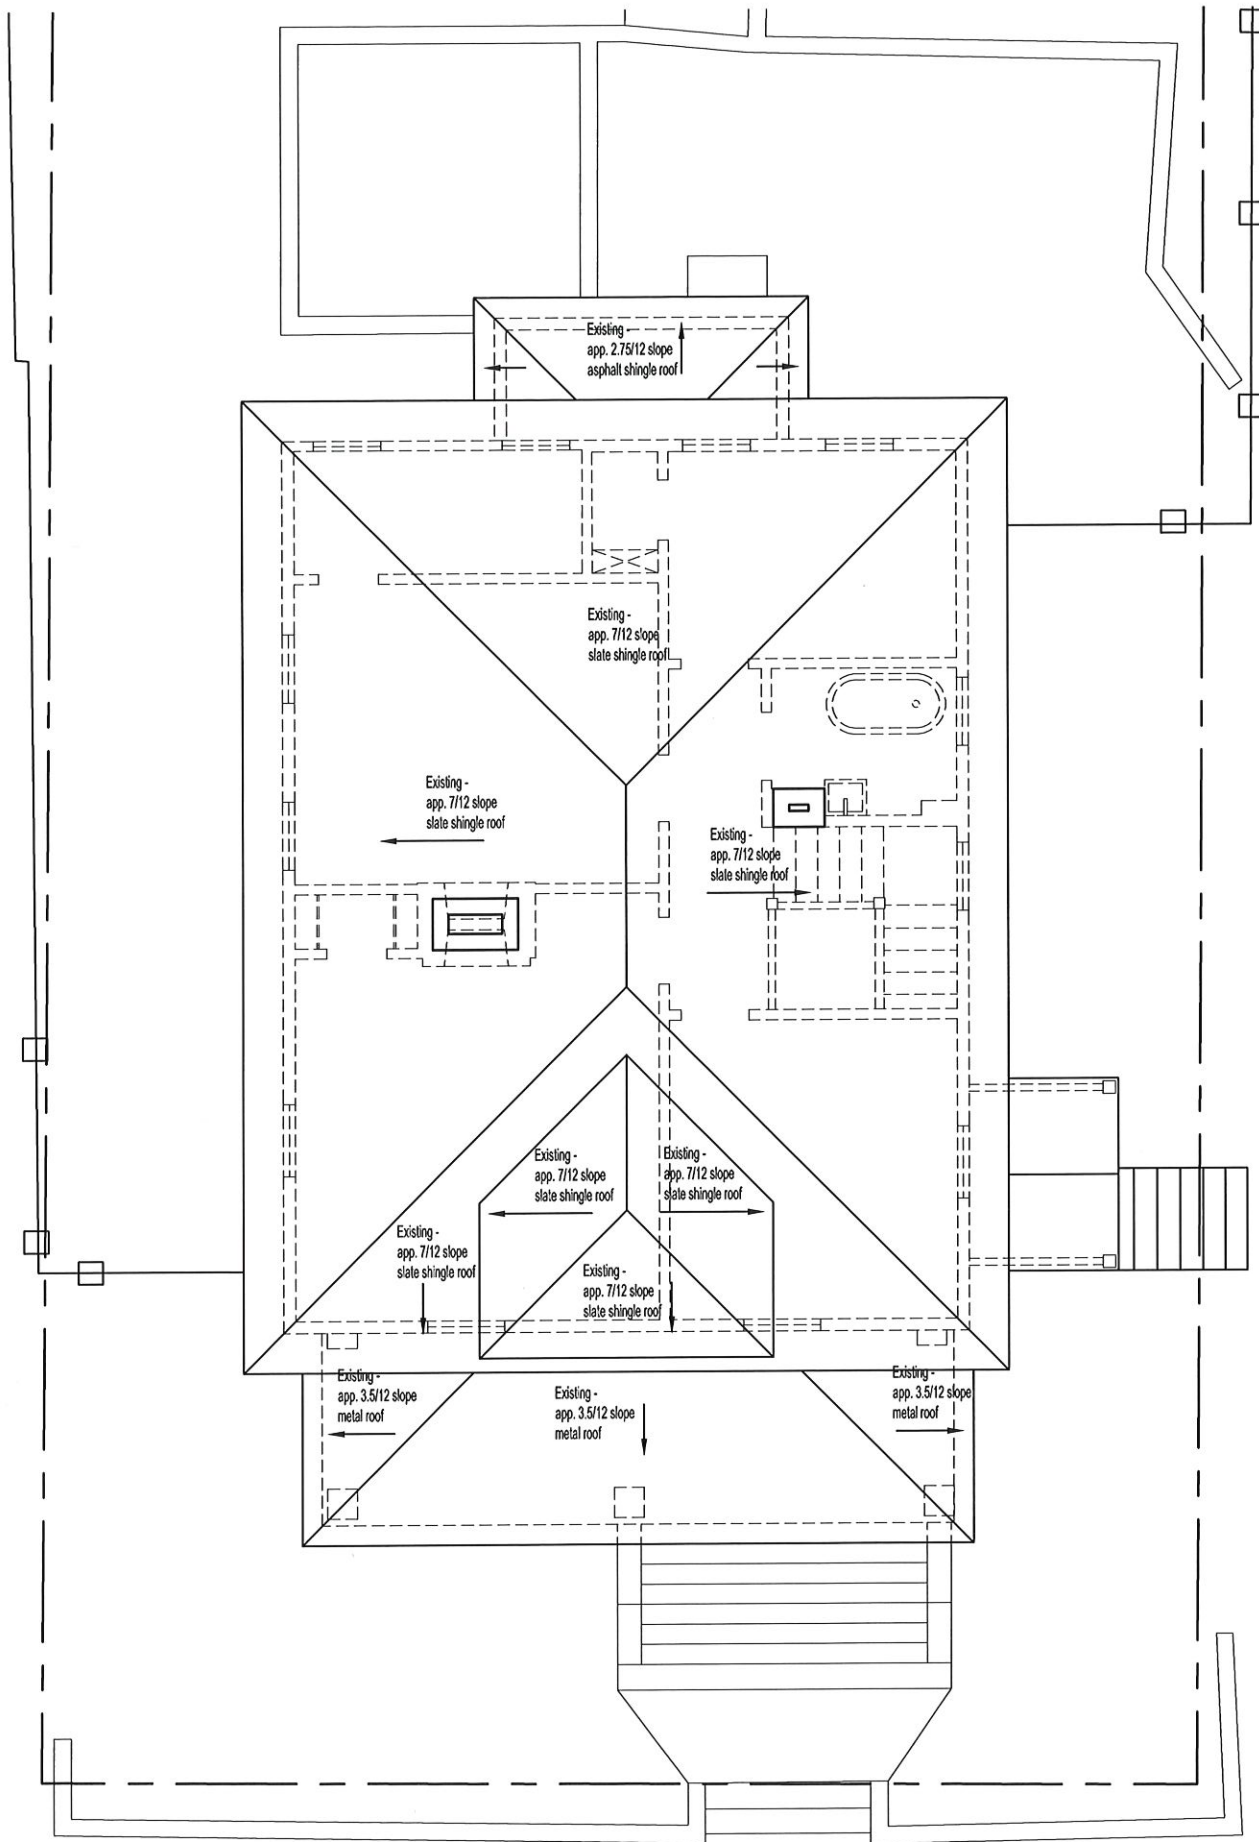 Existing -
app. 2.75/12 slope
asphalt shingle roof
Existing -
app. 7/12 slope
slate shingle roof
Existing -
app. 7/12 slope
slate shingle roof
Existing -
app. 7/12 slope
slate shingle roof
Existing -
app. 7/12 slope
slate shingle roof
Existing -
app. 7/12 slope
slate shingle roof
Existing -
app. 7/12 slope
slate shingle roof
Existing -
app. 7/12 slope
slate shingle roof
Existing -
app. 3.5/12 slope
metal roof
Existing -
app. 3.5/12 slope
metal roof
Existing -
app. 3.5/12 slope
metal roof